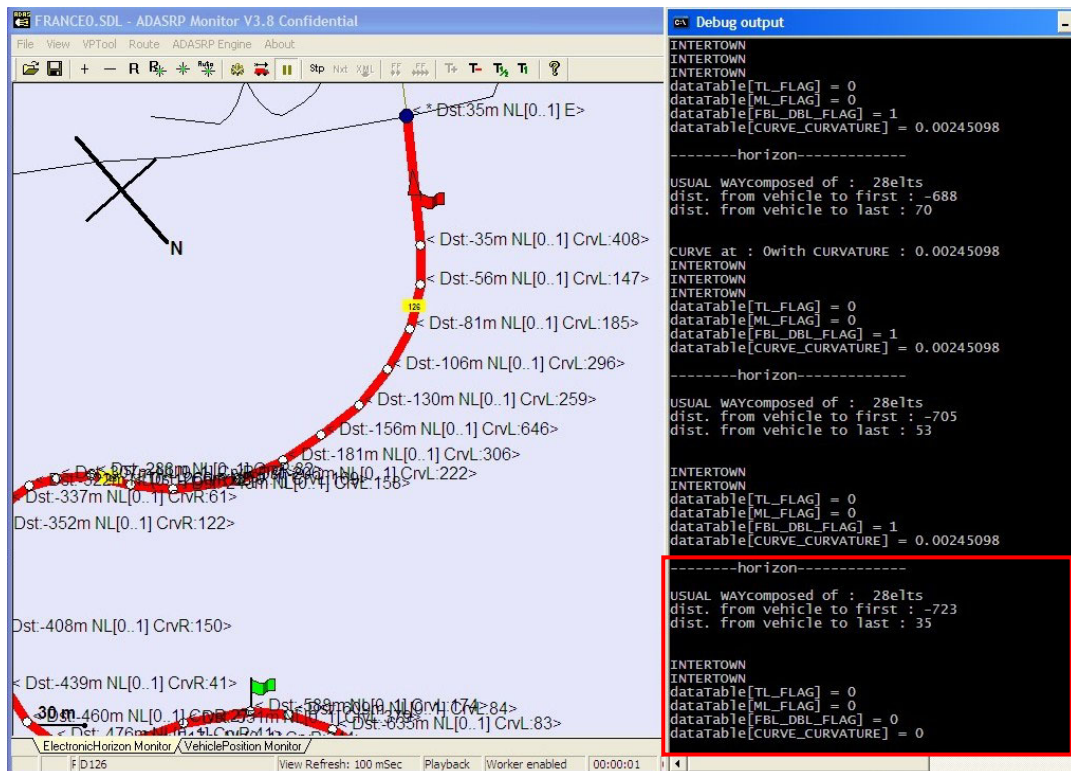 FRANCE0.SDL - ADASRP Monitor V3.8 Confidential
File View VPTool Route ADASRP Engine About
+ − R Stp Nxt XML T+ T− T½ T1 ?
< * Dst:35m NL[0..1] E>
N
< Dst:-35m NL[0..1] CrvL:408>
< Dst:-56m NL[0..1] CrvL:147>
126
< Dst:-81m NL[0..1] CrvL:185>
< Dst:-106m NL[0..1] CrvL:296>
< Dst:-130m NL[0..1] CrvL:259>
< Dst:-156m NL[0..1] CrvL:646>
< Dst:-181m NL[0..1] CrvL:306>
CrvL:222>
< Dst:-337m NL[0..1] CrvR:61>
Dst:-352m NL[0..1] CrvR:122>
Dst:-408m NL[0..1] CrvR:150>
< Dst:-439m NL[0..1] CrvR:41>
30 m
ElectronicHorizon Monitor VehiclePosition Monitor
F D126 View Refresh: 100 mSec Playback Worker enabled 00:00:01
Debug output
INTERTOWN
INTERTOWN
INTERTOWN
dataTable[TL_FLAG] = 0
dataTable[ML_FLAG] = 0
dataTable[FBL_DBL_FLAG] = 1
dataTable[CURVE_CURVATURE] = 0.00245098
--------horizon-------------
USUAL WAYcomposed of :  28elts
dist. from vehicle to first : -688
dist. from vehicle to last : 70
CURVE at : 0with CURVATURE : 0.00245098
INTERTOWN
INTERTOWN
INTERTOWN
dataTable[TL_FLAG] = 0
dataTable[ML_FLAG] = 0
dataTable[FBL_DBL_FLAG] = 1
dataTable[CURVE_CURVATURE] = 0.00245098
--------horizon-------------
USUAL WAYcomposed of :  28elts
dist. from vehicle to first : -705
dist. from vehicle to last : 53
INTERTOWN
INTERTOWN
dataTable[TL_FLAG] = 0
dataTable[ML_FLAG] = 0
dataTable[FBL_DBL_FLAG] = 1
dataTable[CURVE_CURVATURE] = 0.00245098
--------horizon-------------
USUAL WAYcomposed of :  28elts
dist. from vehicle to first : -723
dist. from vehicle to last : 35
INTERTOWN
INTERTOWN
dataTable[TL_FLAG] = 0
dataTable[ML_FLAG] = 0
dataTable[FBL_DBL_FLAG] = 0
dataTable[CURVE_CURVATURE] = 0